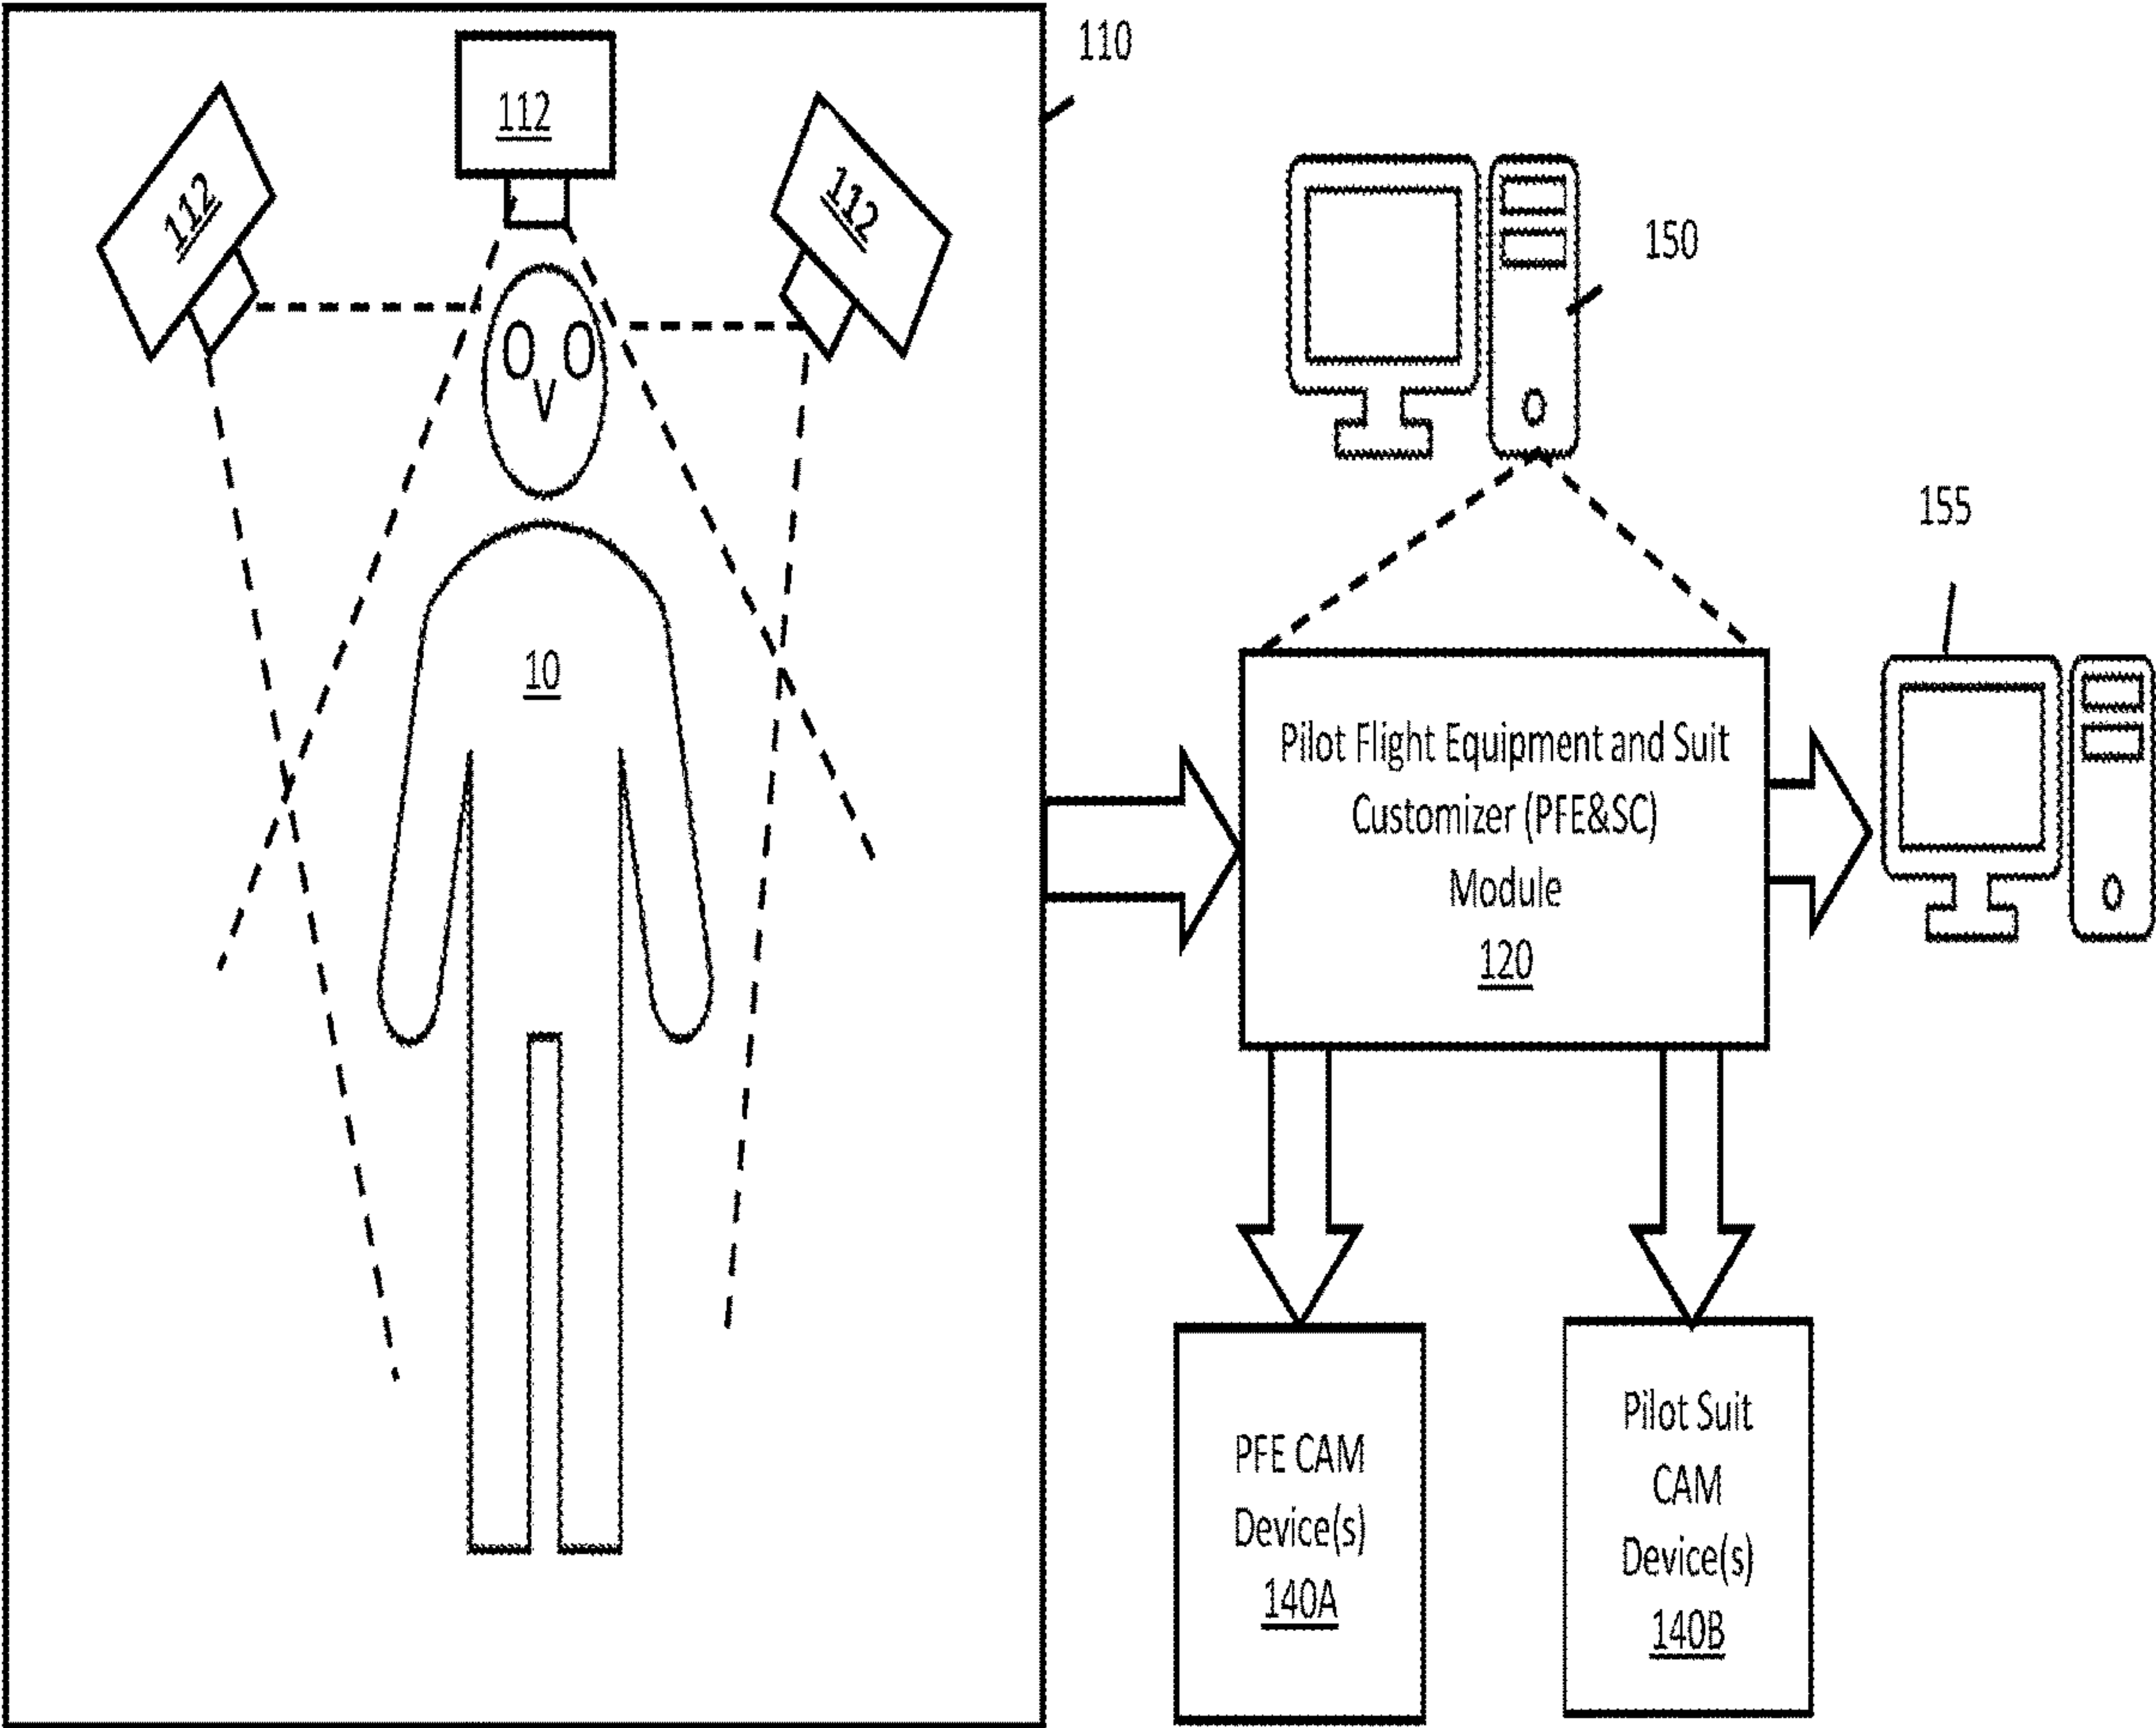 110
112
112
112
150
155
10
Pilot Flight Equipment and Suit
Customizer (PFE&SC)
Module
120
PFE CAM
Device(s)
140A
Pilot Suit
CAM
Device(s)
140B